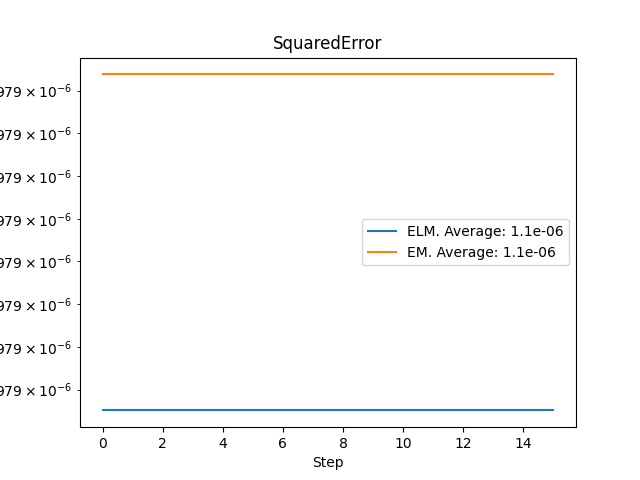 SquaredError
979 × 10⁻⁶
979 × 10⁻⁶
979 × 10⁻⁶
979 × 10⁻⁶
979 × 10⁻⁶
979 × 10⁻⁶
979 × 10⁻⁶
979 × 10⁻⁶
ELM. Average: 1.1e-06
EM. Average: 1.1e-06
0 2 4 6 8 10 12 14
Step